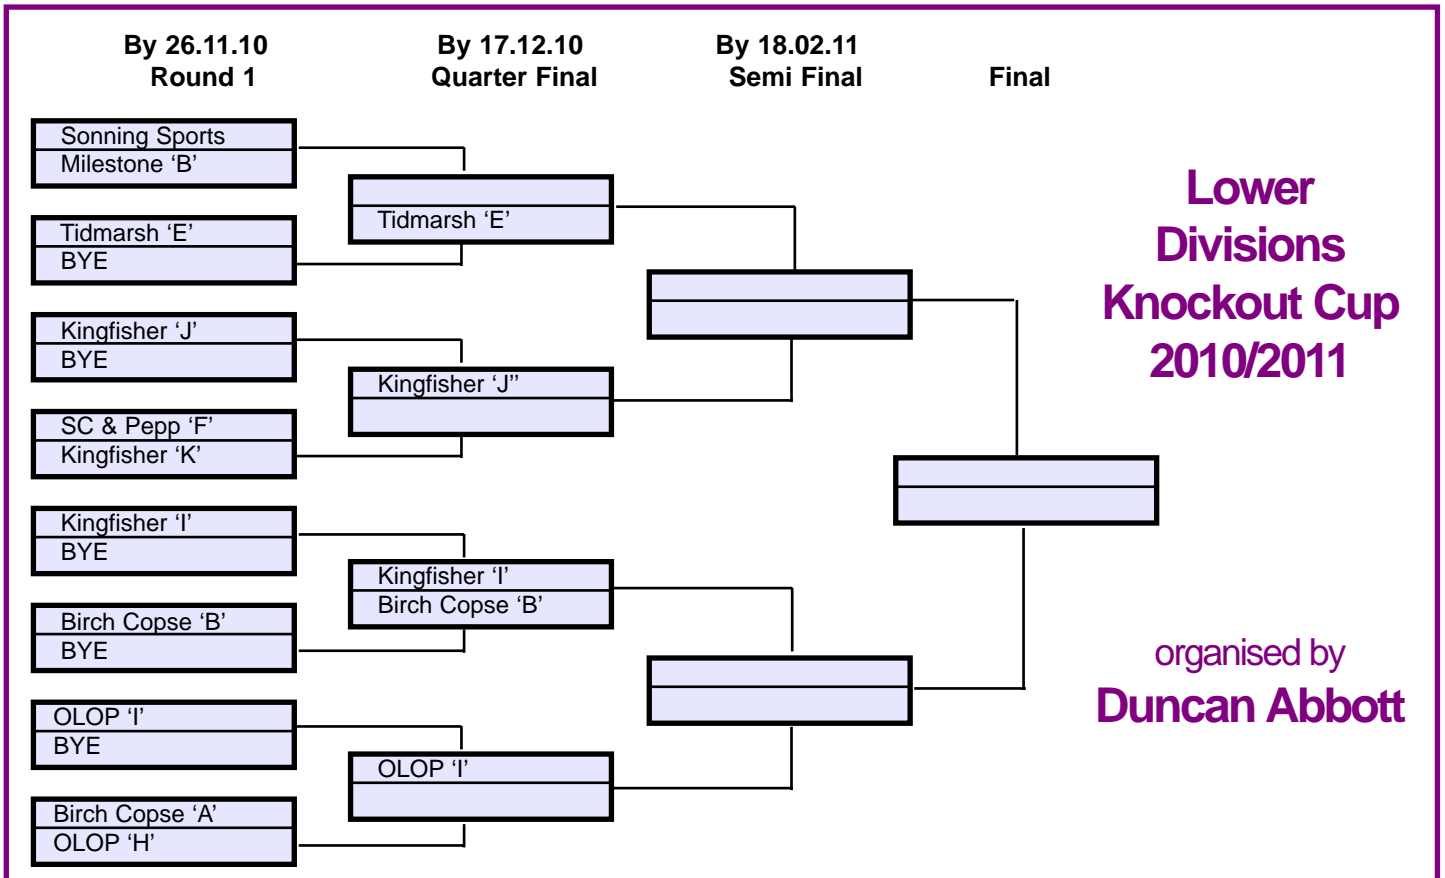 By 26.11.10
Round 1
By 17.12.10
Quarter Final
By 18.02.11
Semi Final
Final
Sonning Sports
Milestone ‘B’
Tidmarsh ‘E’
BYE
Kingfisher ‘J’
BYE
SC & Pepp ‘F’
Kingfisher ‘K’
Kingfisher ‘I’
BYE
Birch Copse ‘B’
BYE
OLOP ‘I’
BYE
Birch Copse ‘A’
OLOP ‘H’
Tidmarsh ‘E’
Kingfisher ‘J’’
Kingfisher ‘I’
Birch Copse ‘B’
OLOP ‘I’
Lower
Divisions
Knockout Cup
2010/2011
organised by
Duncan Abbott